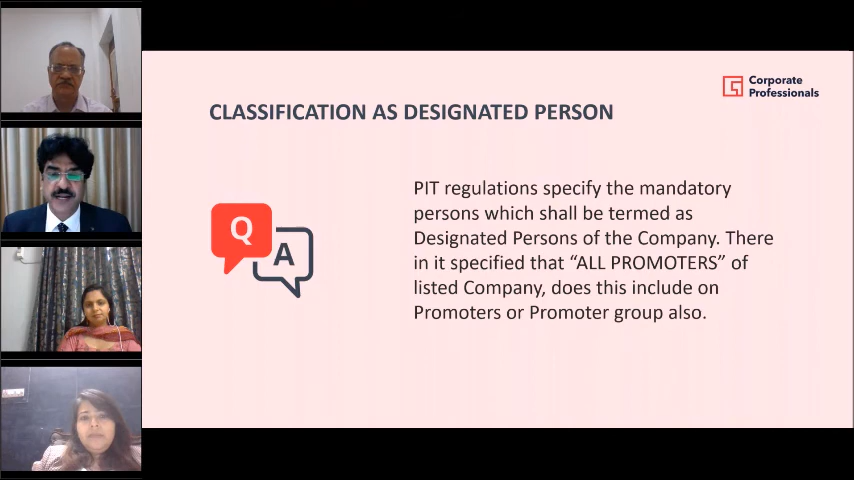 Corporate
Professionals
CLASSIFICATION AS DESIGNATED PERSON
Q
A
PIT regulations specify the mandatory
persons which shall be termed as
Designated Persons of the Company. There
in it specified that “ALL PROMOTERS” of
listed Company, does this include on
Promoters or Promoter group also.